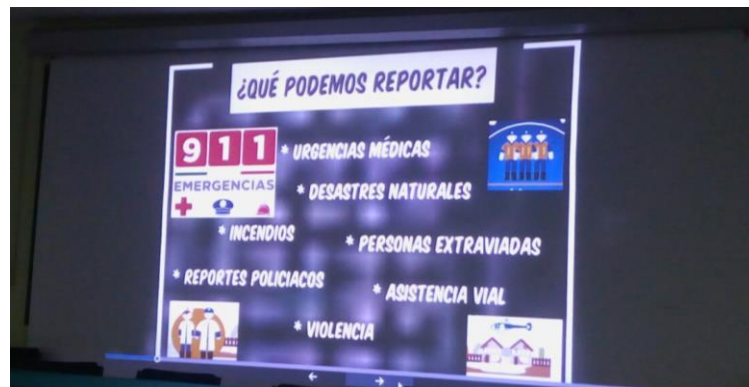 ¿QUÉ PODEMOS REPORTAR?
911
EMERGENCIAS
* URGENCIAS MÉDICAS
* DESASTRES NATURALES
* INCENDIOS
* PERSONAS EXTRAVIADAS
* REPORTES POLICIACOS
* ASISTENCIA VIAL
* VIOLENCIA